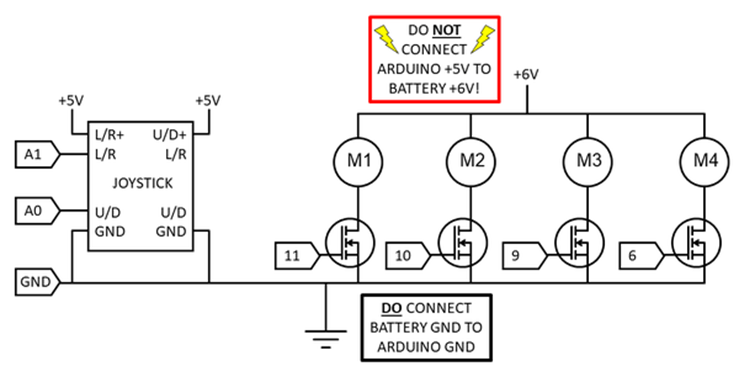 DO NOT
CONNECT
ARDUINO +5V TO
BATTERY +6V!
+6V
+5V
+5V
L/R+ U/D+
A1
L/R L/R
JOYSTICK
M1
M2
M3
M4
A0
U/D U/D
GND GND
11
10
9
6
GND
DO CONNECT
BATTERY GND TO
ARDUINO GND